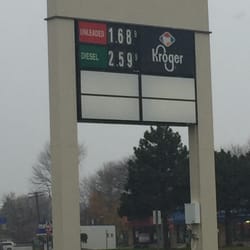 UNLEADED 1.68 9
DIESEL 2.59 9
Kroger